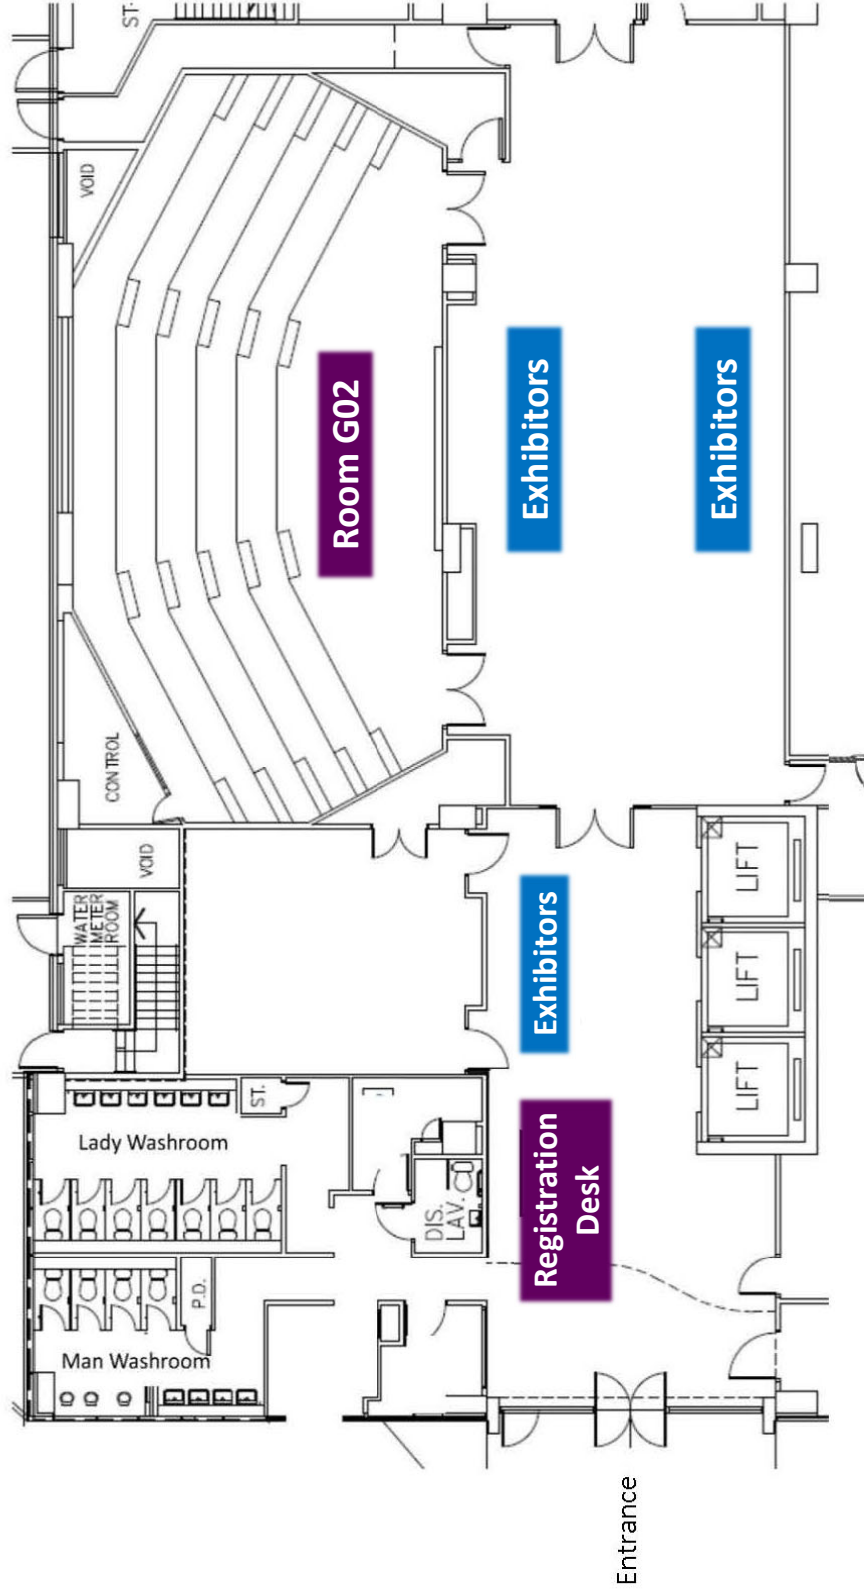 ST.
VOID
Room G02
Exhibitors
Exhibitors
CONTROL
VOID
WATER
METER
ROOM
Exhibitors
LIFT
LIFT
LIFT
ST.
Lady Washroom
DIS.
LAV.
Registration
Desk
P.D.
Man Washroom
Entrance